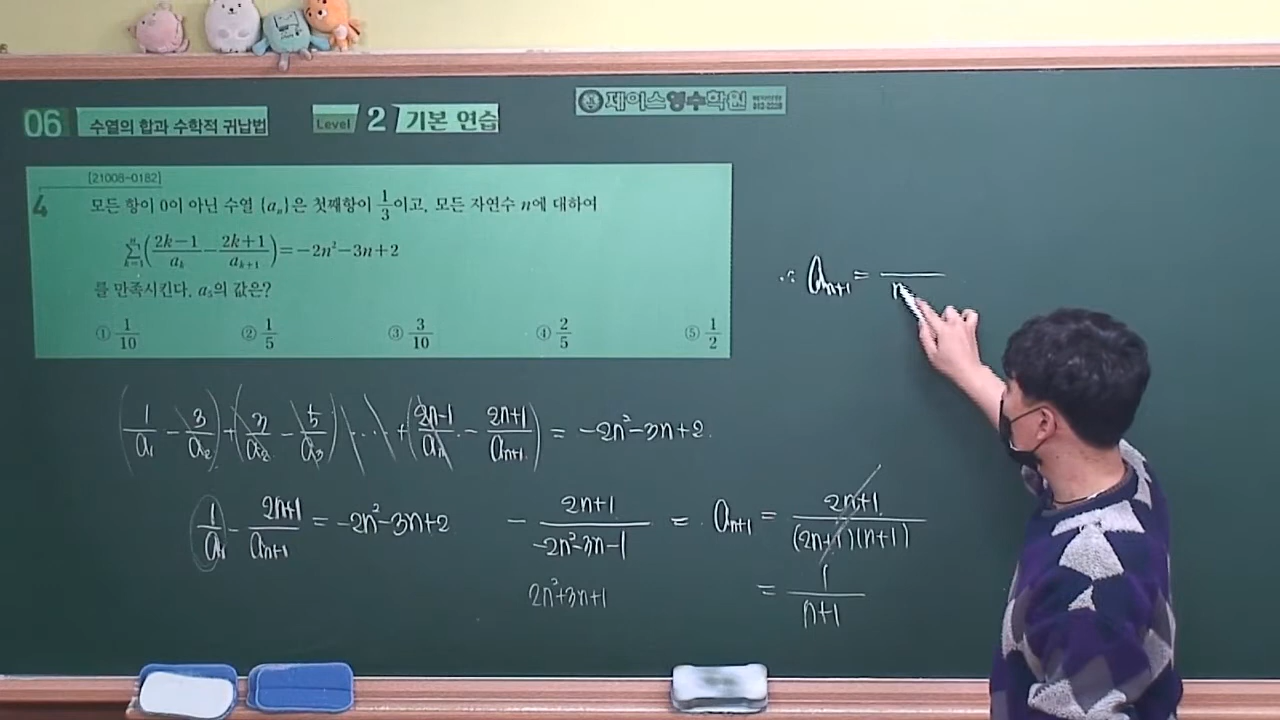 06 수열의 합과 수학적 귀납법 Level 2 기본 연습
제이스영수학원
[21008-0182]
4 모든 항이 0이 아닌 수열 {aₙ}은 첫째항이 1/3이고, 모든 자연수 n에 대하여
∑_{k=1}^{n}((2k-1)/a_k - (2k+1)/a_{k+1})=-2n²-3n+2
를 만족시킨다. a₅의 값은?
① 1/10 ② 1/5 ③ 3/10 ④ 2/5 ⑤ 1/2
∴ a_{n+1} = n
(1/a₁ - 3/a₂)+(3/a₂ - 5/a₃) ... +((2n-1)/aₙ - (2n+1)/a_{n+1}) = -2n²-3n+2.
1/a₁ - (2n+1)/a_{n+1} = -2n²-3n+2
- (2n+1)/(-2n²-3n-1) = a_{n+1} = (2n+1)/((2n+1)(n+1))
2n²+3n+1
= 1/(n+1)